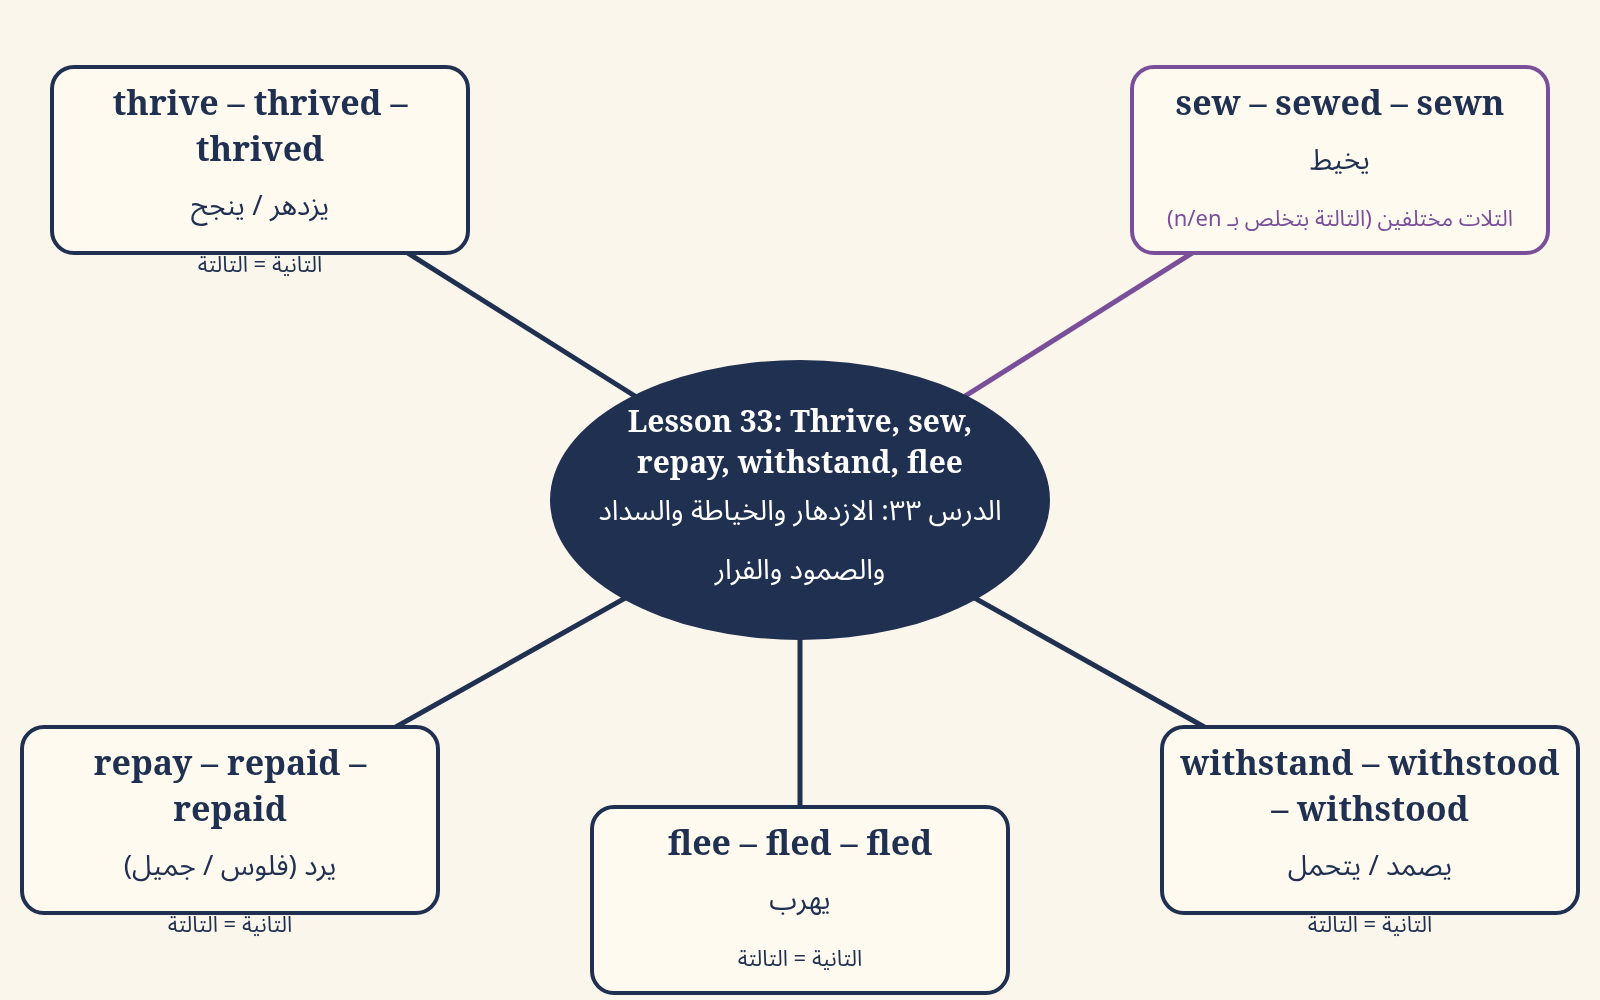 thrive – thrived –
thrived
يزدهر / ينجح
التانية = التالتة
sew – sewed – sewn
يخيط
التلات مختلفين (التالتة بتخلص بـ n/en)
Lesson 33: Thrive, sew,
repay, withstand, flee
الدرس ٣٣: الازدهار والخياطة والسداد
والصمود والفرار
repay – repaid –
repaid
يرد (فلوس / جميل)
التانية = التالتة
flee – fled – fled
يهرب
التانية = التالتة
withstand – withstood
– withstood
يصمد / يتحمل
التانية = التالتة